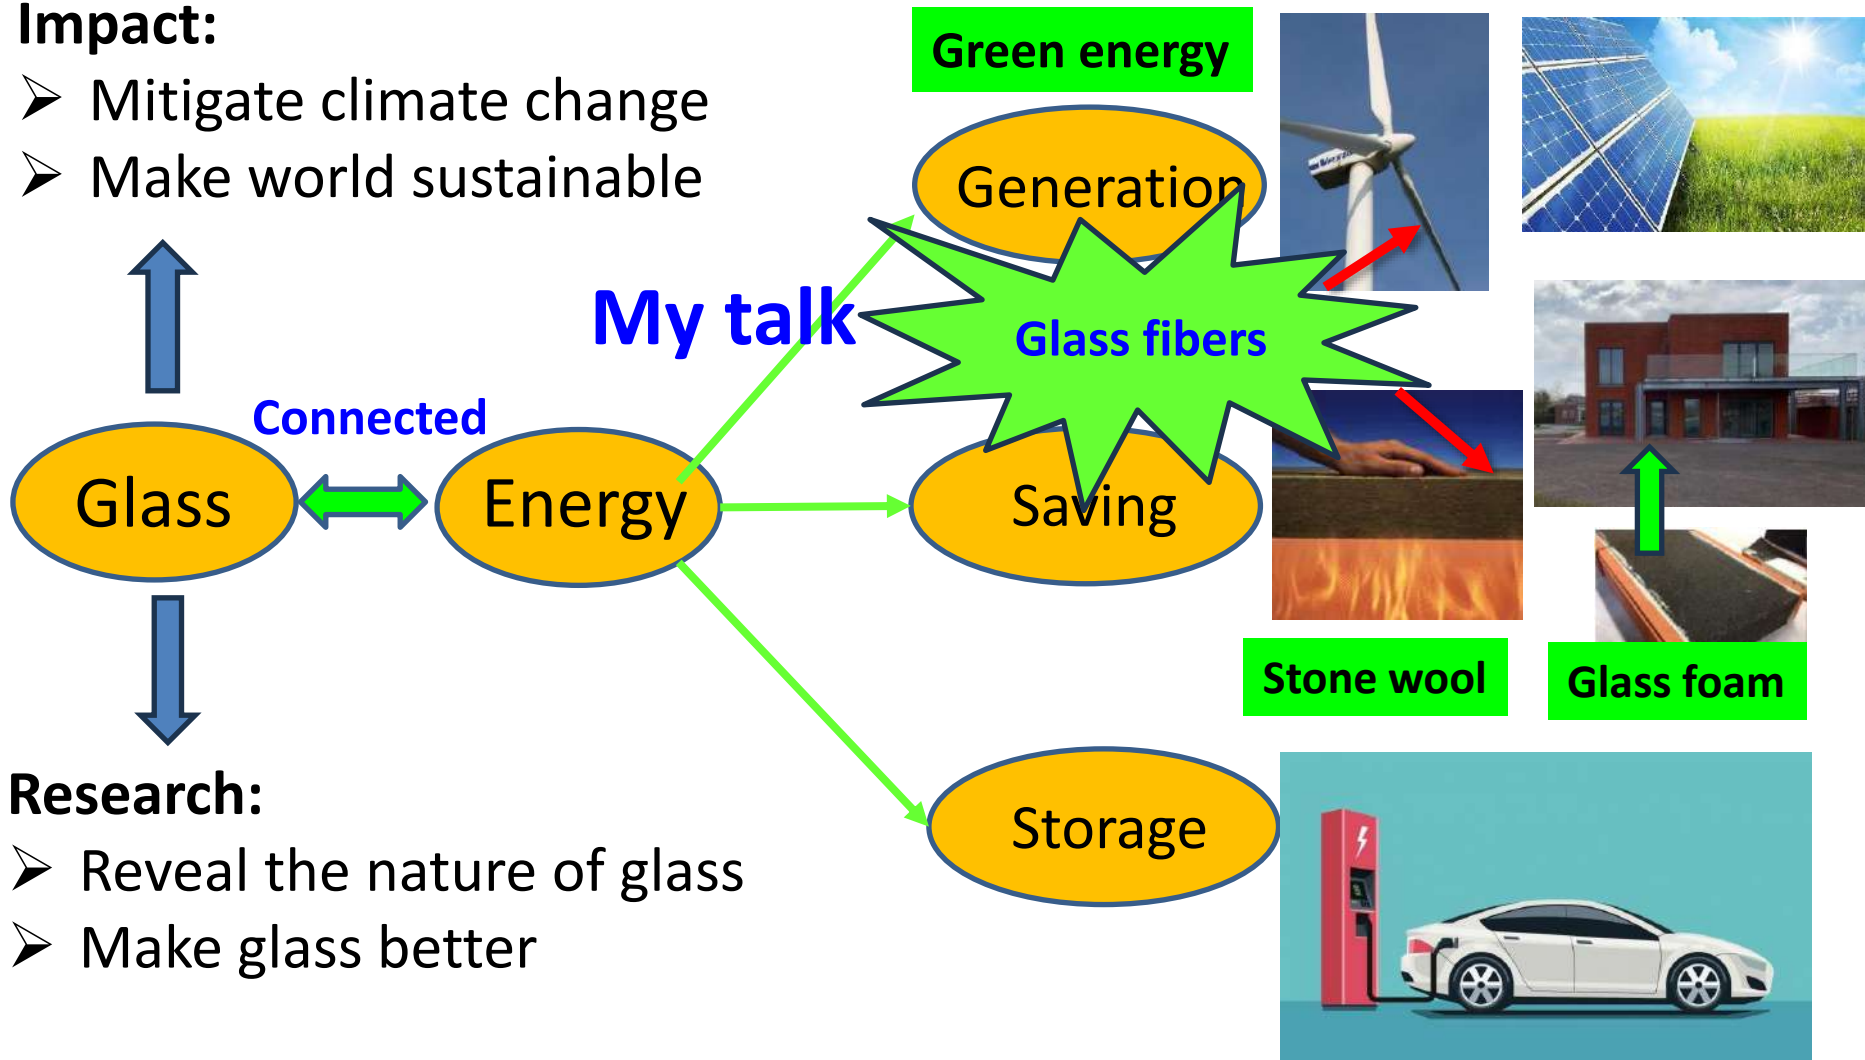 Impact:
Mitigate climate change
Make world sustainable
Green energy
Generation
My talk
Glass fibers
Connected
Glass
Energy
Saving
Stone wool
Glass foam
Storage
Research:
Reveal the nature of glass
Make glass better